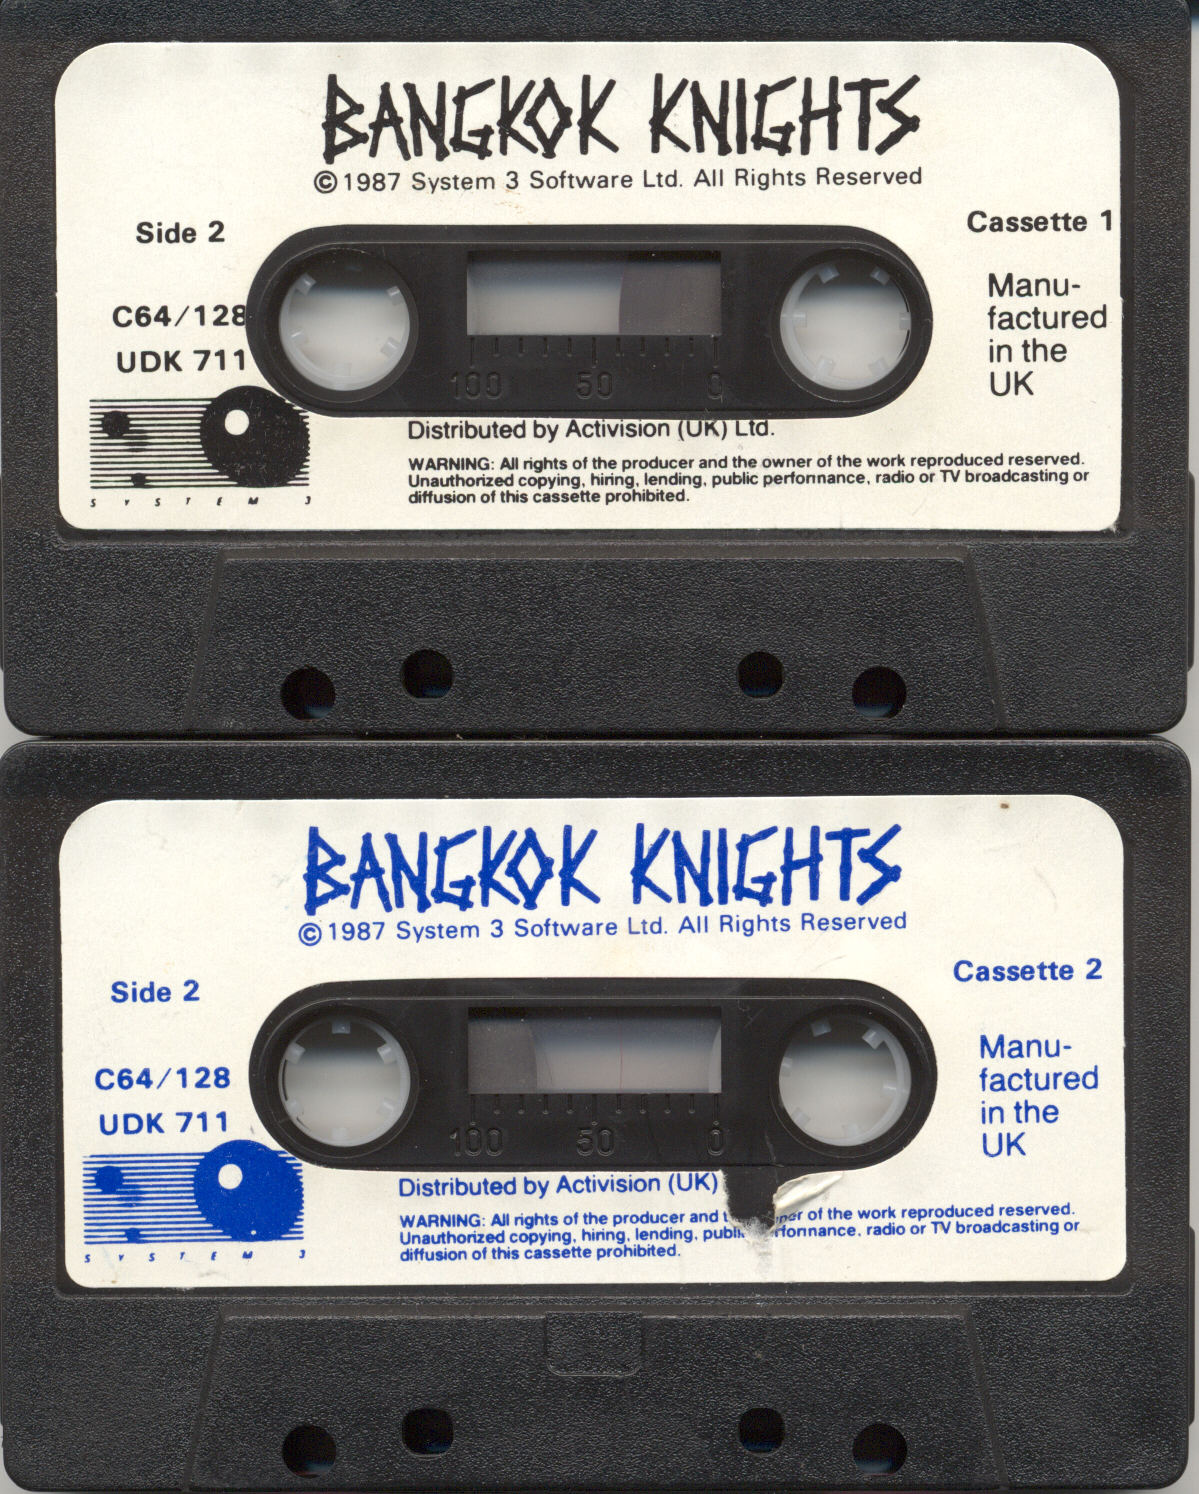 BANGKOK KNIGHTS
©1987 System 3 Software Ltd. All Rights Reserved
Side 2
Cassette 1
C64/128
UDK 711
Manu-
factured
in the
UK
100 50 0
SYSTEM 3
Distributed by Activision (UK) Ltd.
WARNING: All rights of the producer and the owner of the work reproduced reserved.
Unauthorized copying, hiring, lending, public performance, radio or TV broadcasting or
diffusion of this cassette prohibited.
BANGKOK KNIGHTS
©1987 System 3 Software Ltd. All Rights Reserved
Side 2
Cassette 2
C64/128
UDK 711
Manu-
factured
in the
UK
100 50 0
SYSTEM 3
Distributed by Activision (UK)
WARNING: All rights of the producer and of the work reproduced reserved.
Unauthorized copying, hiring, lending, radio or TV broadcasting or
diffusion of this cassette prohibited.